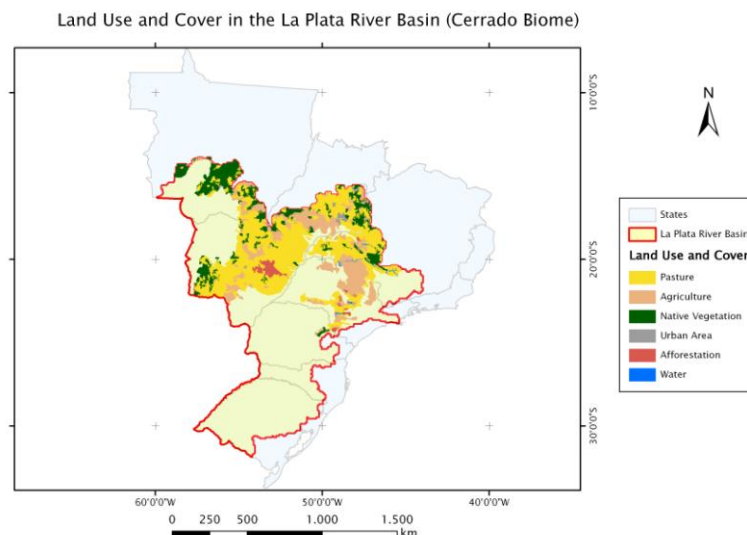 Land Use and Cover in the La Plata River Basin (Cerrado Biome)
N
10°0'0"S
20°0'0"S
30°0'0"S
States
La Plata River Basin
Land Use and Cover
Pasture
Agriculture
Native Vegetation
Urban Area
Afforestation
Water
60°0'0"W 50°0'0"W 40°0'0"W
0 250 500 1.000 1.500
km